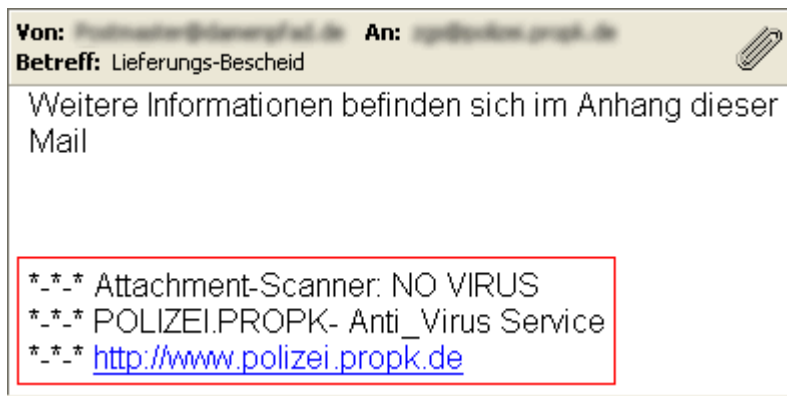 Von: An:
Betreff: Lieferungs-Bescheid
Weitere Informationen befinden sich im Anhang dieser
Mail
*-*-* Attachment-Scanner: NO VIRUS
*-*-* POLIZEI.PROPK- Anti_Virus Service
*-*-* http://www.polizei.propk.de